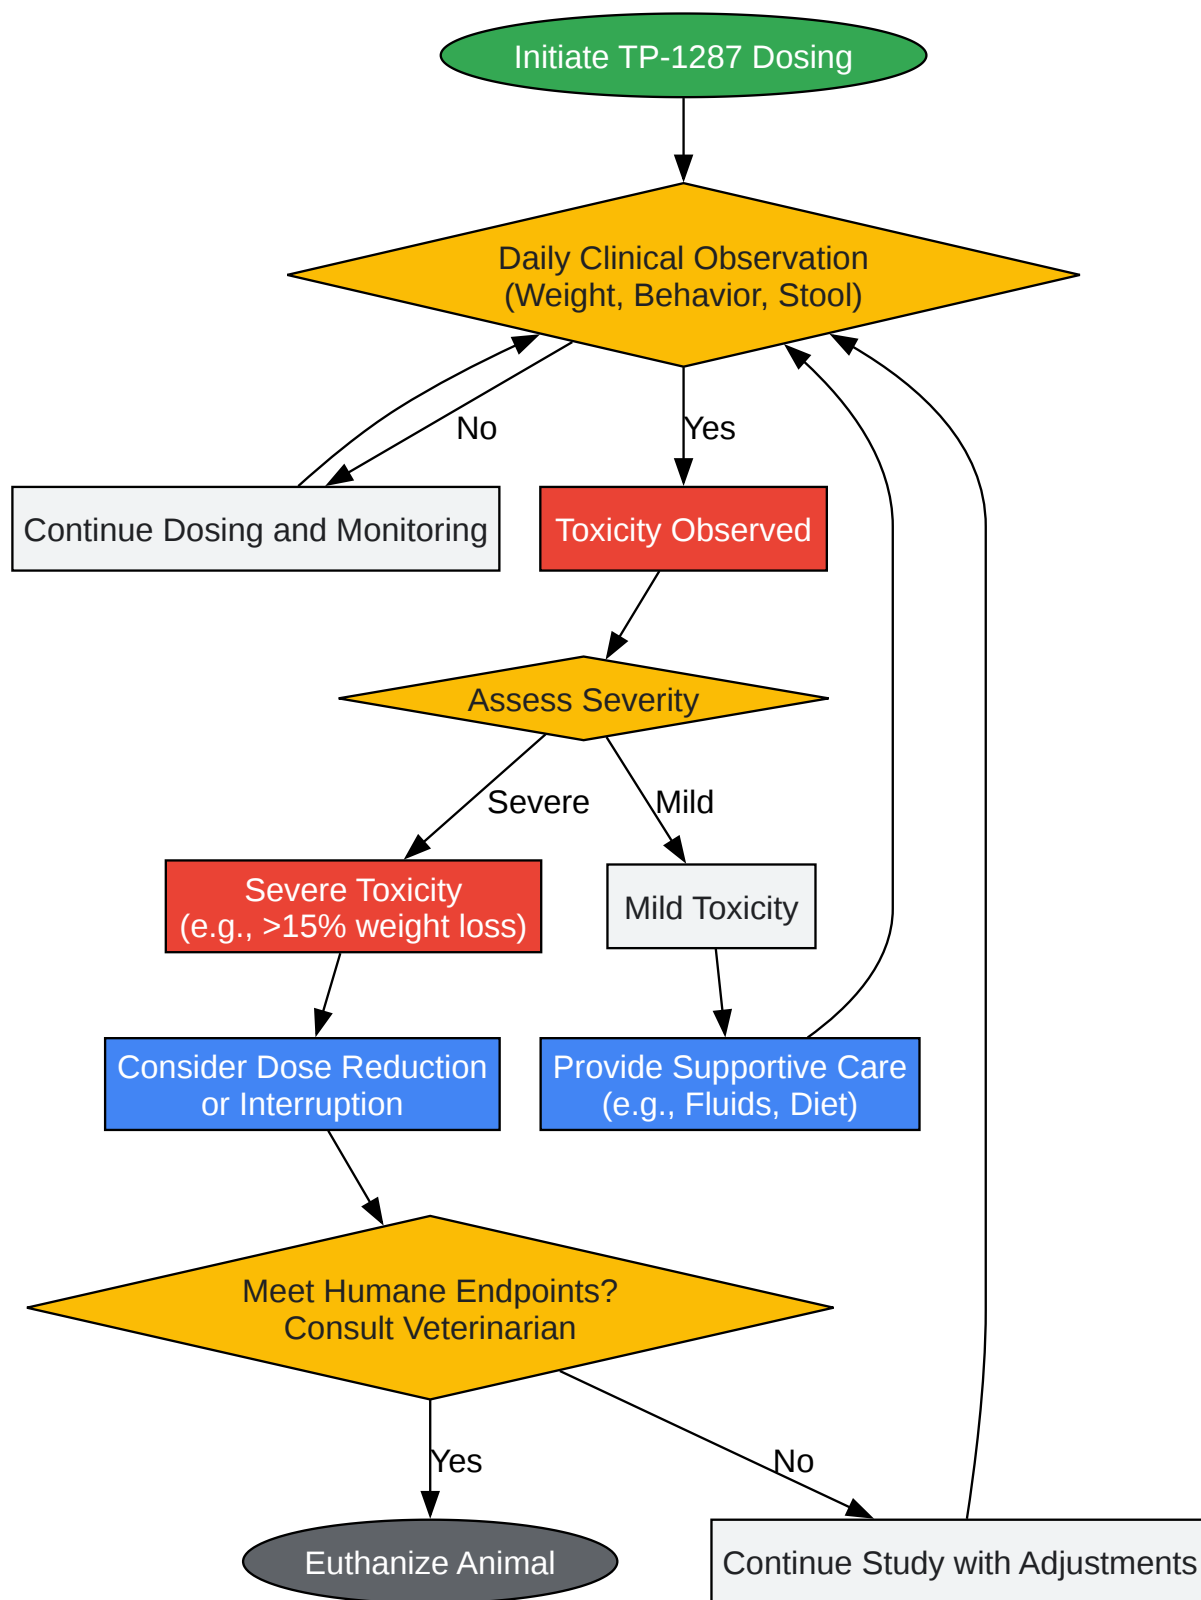 Initiate TP-1287 Dosing
Daily Clinical Observation
(Weight, Behavior, Stool)
No
Yes
Continue Dosing and Monitoring
Toxicity Observed
Assess Severity
Severe
Mild
Severe Toxicity
(e.g., >15% weight loss)
Mild Toxicity
Consider Dose Reduction
or Interruption
Provide Supportive Care
(e.g., Fluids, Diet)
Meet Humane Endpoints?
Consult Veterinarian
Yes
No
Euthanize Animal
Continue Study with Adjustments